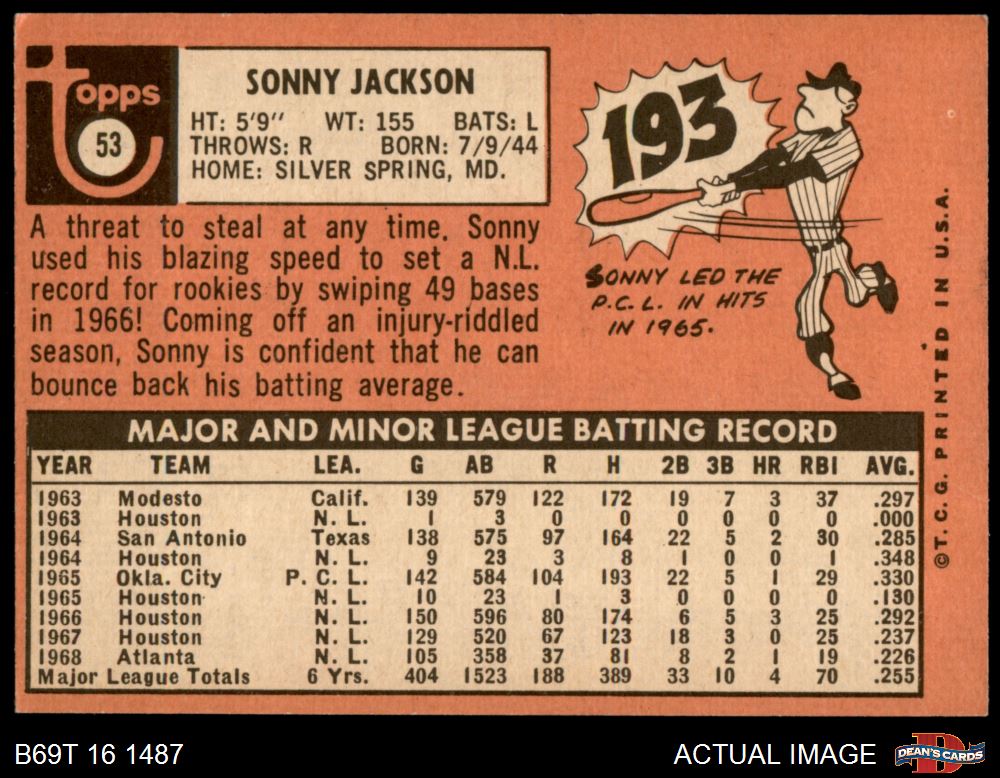 Topps
53
SONNY JACKSON
HT: 5'9" WT: 155 BATS: L
THROWS: R BORN: 7/9/44
HOME: SILVER SPRING, MD.
A threat to steal at any time, Sonny
used his blazing speed to set a N.L.
record for rookies by swiping 49 bases
in 1966! Coming off an injury-riddled
season, Sonny is confident that he can
bounce back his batting average.
193
SONNY LED THE
P.C.L. IN HITS
IN 1965.
MAJOR AND MINOR LEAGUE BATTING RECORD
YEAR TEAM LEA. G AB R H 2B 3B HR RBI AVG.
1963 Modesto Calif. 139 579 122 172 19 7 3 37 .297
1963 Houston N. L. 1 3 0 0 0 0 0 0 .000
1964 San Antonio Texas 138 575 97 164 22 5 2 30 .285
1964 Houston N. L. 9 23 3 8 1 0 0 1 .348
1965 Okla. City P. C. L. 142 584 104 193 22 5 1 29 .330
1965 Houston N. L. 10 23 1 3 0 0 0 0 .130
1966 Houston N. L. 150 596 80 174 6 5 3 25 .292
1967 Houston N. L. 129 520 67 123 18 3 0 25 .237
1968 Atlanta N. L. 105 358 37 81 8 2 1 19 .226
Major League Totals 6 Yrs. 404 1523 188 389 33 10 4 70 .255
© T. C. G. PRINTED IN U.S.A.
B69T 16 1487
ACTUAL IMAGE
DEAN'S CARDS